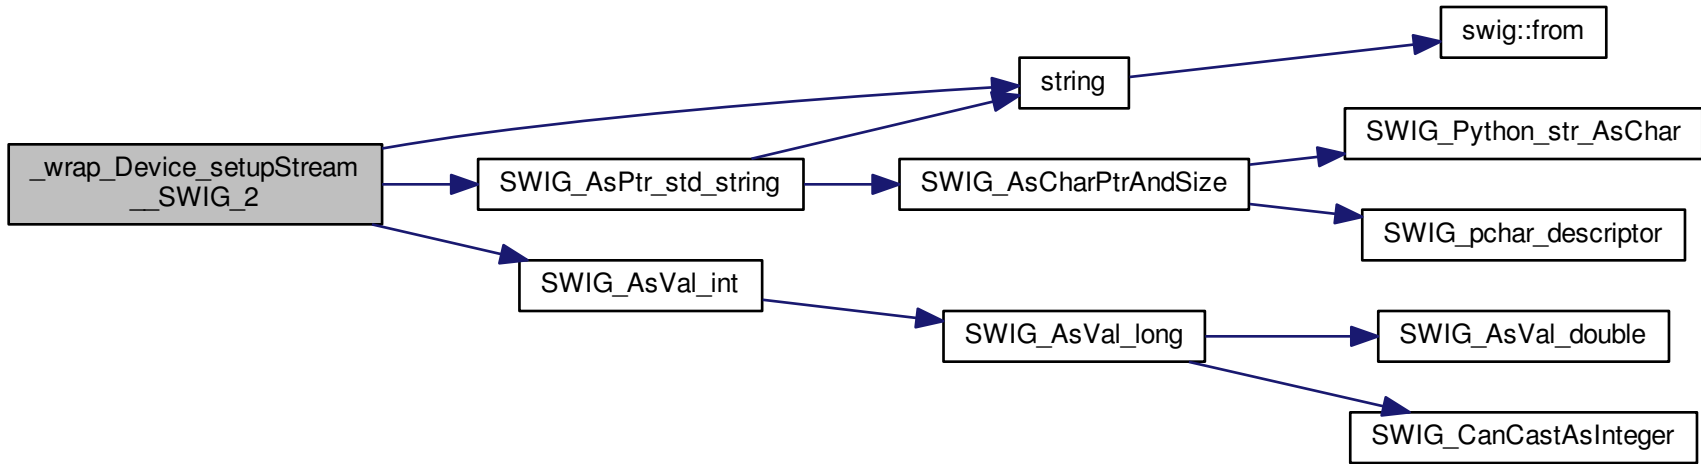 _wrap_Device_setupStream
__SWIG_2
string
swig::from
SWIG_AsPtr_std_string
SWIG_AsCharPtrAndSize
SWIG_Python_str_AsChar
SWIG_pchar_descriptor
SWIG_AsVal_int
SWIG_AsVal_long
SWIG_AsVal_double
SWIG_CanCastAsInteger